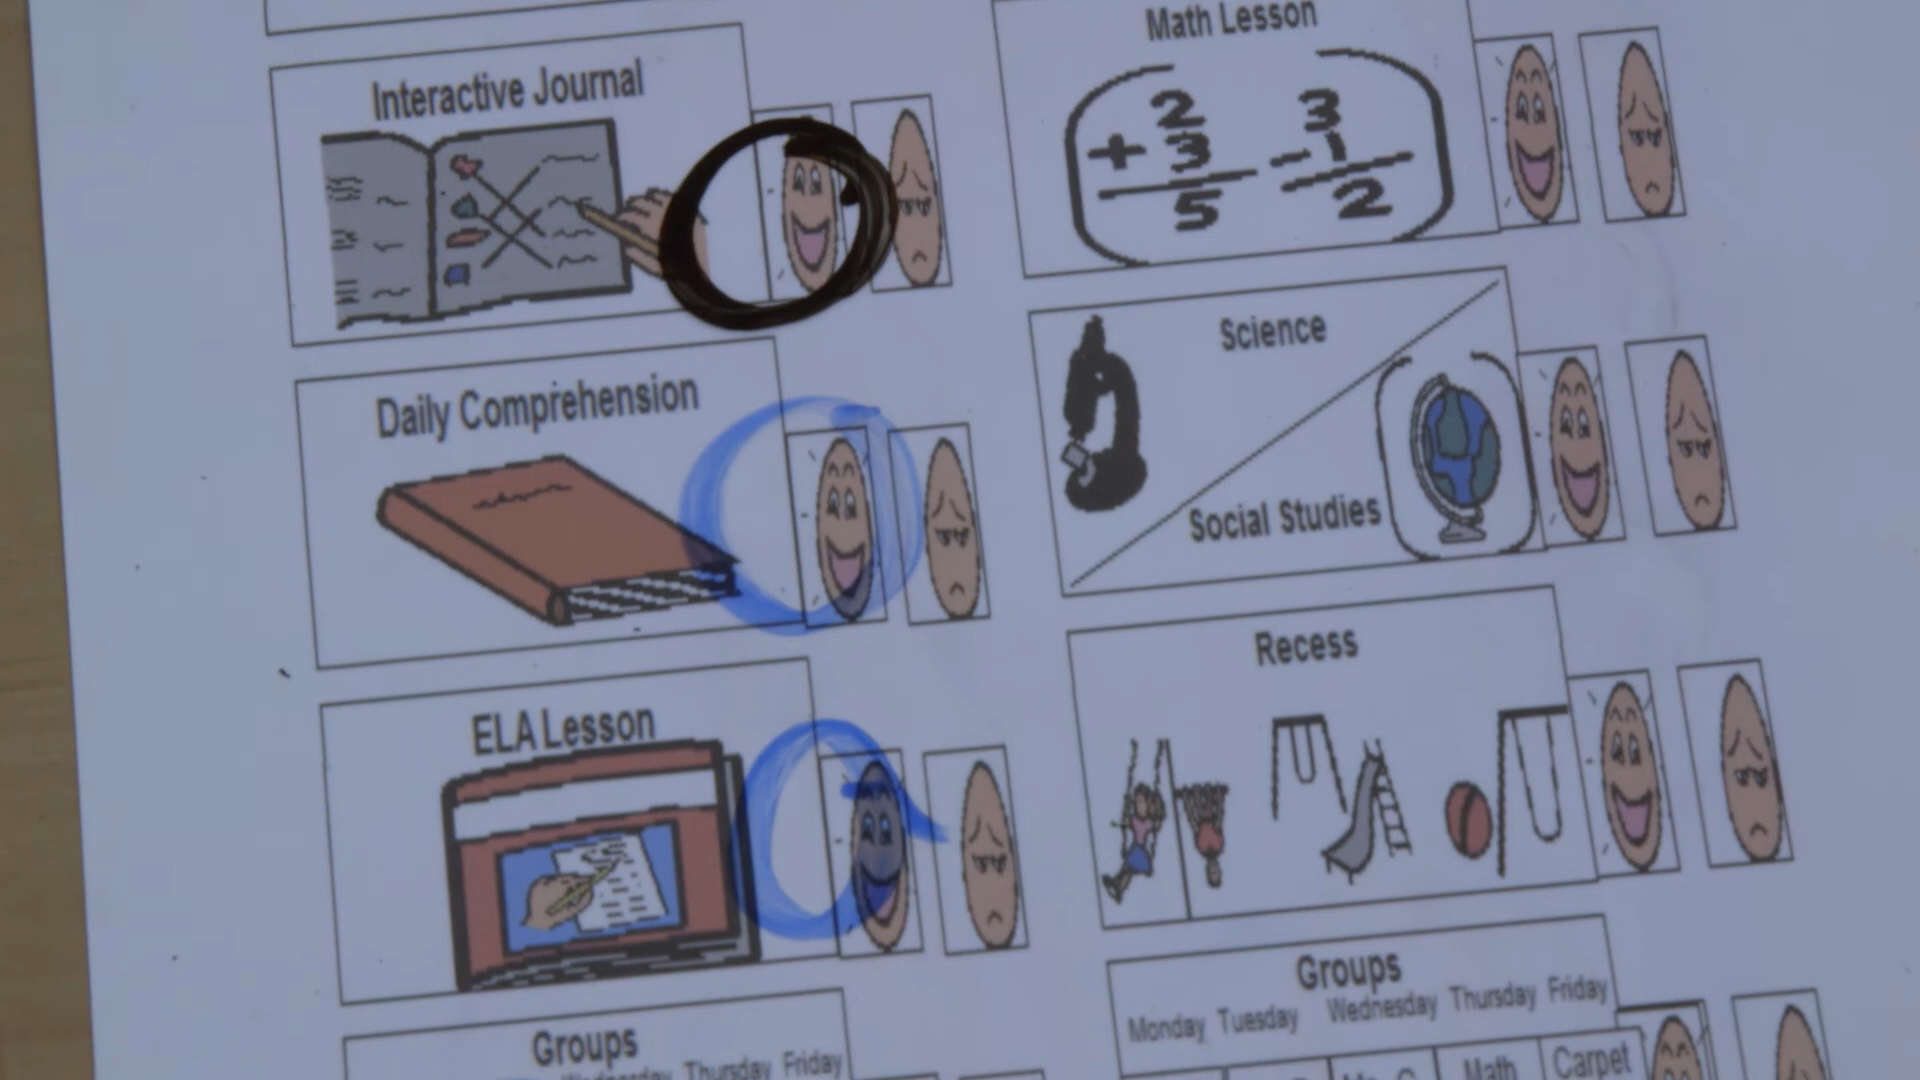 Interactive Journal
Daily Comprehension
ELA Lesson
Groups
Wednesday Thursday Friday
Math Lesson
2 3
+ 3 - 1
5 2
Science
Social Studies
Recess
Groups
Monday Tuesday Wednesday Thursday Friday
Math Carpet